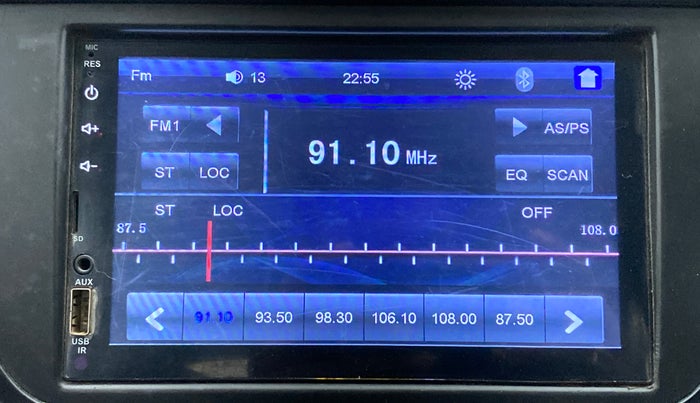 MIC
RES
Fm 13 22:55
FM1 AS/PS
91.10 MHz
ST LOC EQ SCAN
ST LOC OFF
87.5 108.0
SD
AUX
91.10 93.50 98.30 106.10 108.00 87.50
USB
IR